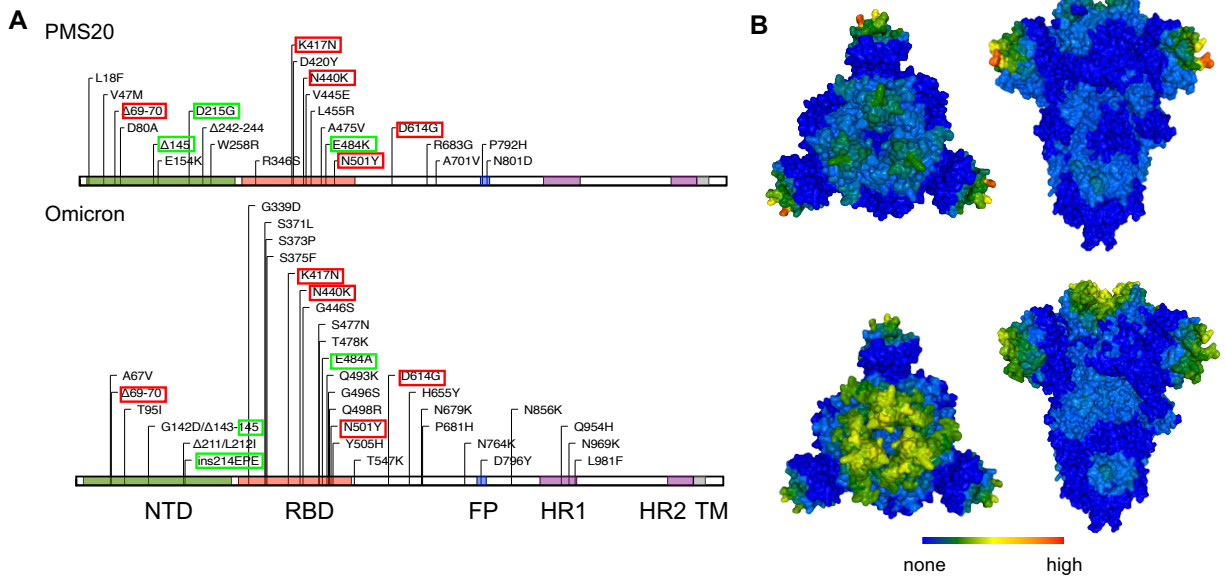 A
B
PMS20
K417N
D420Y
L18F
N440K
V47M
V445E
Δ69-70
D215G
L455R
D80A
Δ242-244
A475V
D614G
Δ145
W258R
E484K
R683G
P792H
E154K
R346S
N501Y
A701V
N801D
Omicron
G339D
S371L
S373P
S375F
K417N
N440K
G446S
S477N
T478K
E484A
A67V
Q493K
D614G
Δ69-70
G496S
H655Y
T95I
Q498R
N679K
N856K
G142D/Δ143-145
N501Y
P681H
Q954H
Δ211/L212I
Y505H
N764K
N969K
ins214EPE
T547K
D796Y
L981F
NTD
RBD
FP
HR1
HR2
TM
none
high